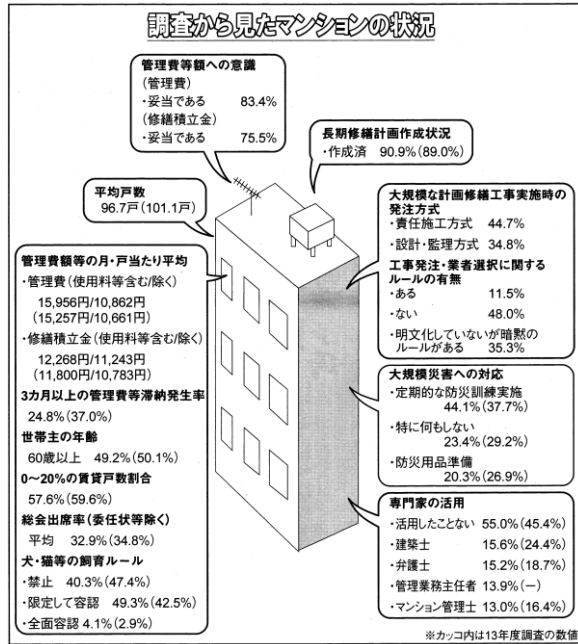 調査から見たマンションの状況
管理費等額への意識
(管理費)
・妥当である 83.4%
(修繕積立金)
・妥当である 75.5%
長期修繕計画作成状況
・作成済 90.9%(89.0%)
平均戸数
96.7戸(101.1戸)
管理費額等の月・戸当たり平均
・管理費(使用料等含む/除く)
15,956円/10,862円
(15,257円/10,661円)
・修繕積立金(使用料等含む/除く)
12,268円/11,243円
(11,800円/10,783円)
3カ月以上の管理費等滞納発生率
24.8%(37.0%)
世帯主の年齢
60歳以上 49.2%(50.1%)
0～20%の賃貸戸数割合
57.6%(59.6%)
総会出席率(委任状等除く)
平均 32.9%(34.8%)
犬・猫等の飼育ルール
・禁止 40.3%(47.4%)
・限定して容認 49.3%(42.5%)
・全面容認 4.1%(2.9%)
大規模な計画修繕工事実施時の
発注方式
・責任施工方式 44.7%
・設計・監理方式 34.8%
工事発注・業者選択に関する
ルールの有無
・ある 11.5%
・ない 48.0%
・明文化していないが暗黙の
ルールがある 35.3%
大規模災害への対応
・定期的な防災訓練実施
44.1%(37.7%)
・特に何もしない
23.4%(29.2%)
・防災用品準備
20.3%(26.9%)
専門家の活用
・活用したことない 55.0%(45.4%)
・建築士 15.6%(24.4%)
・弁護士 15.2%(18.7%)
・管理業務主任者 13.9%(ー)
・マンション管理士 13.0%(16.4%)
※カッコ内は13年度調査の数値